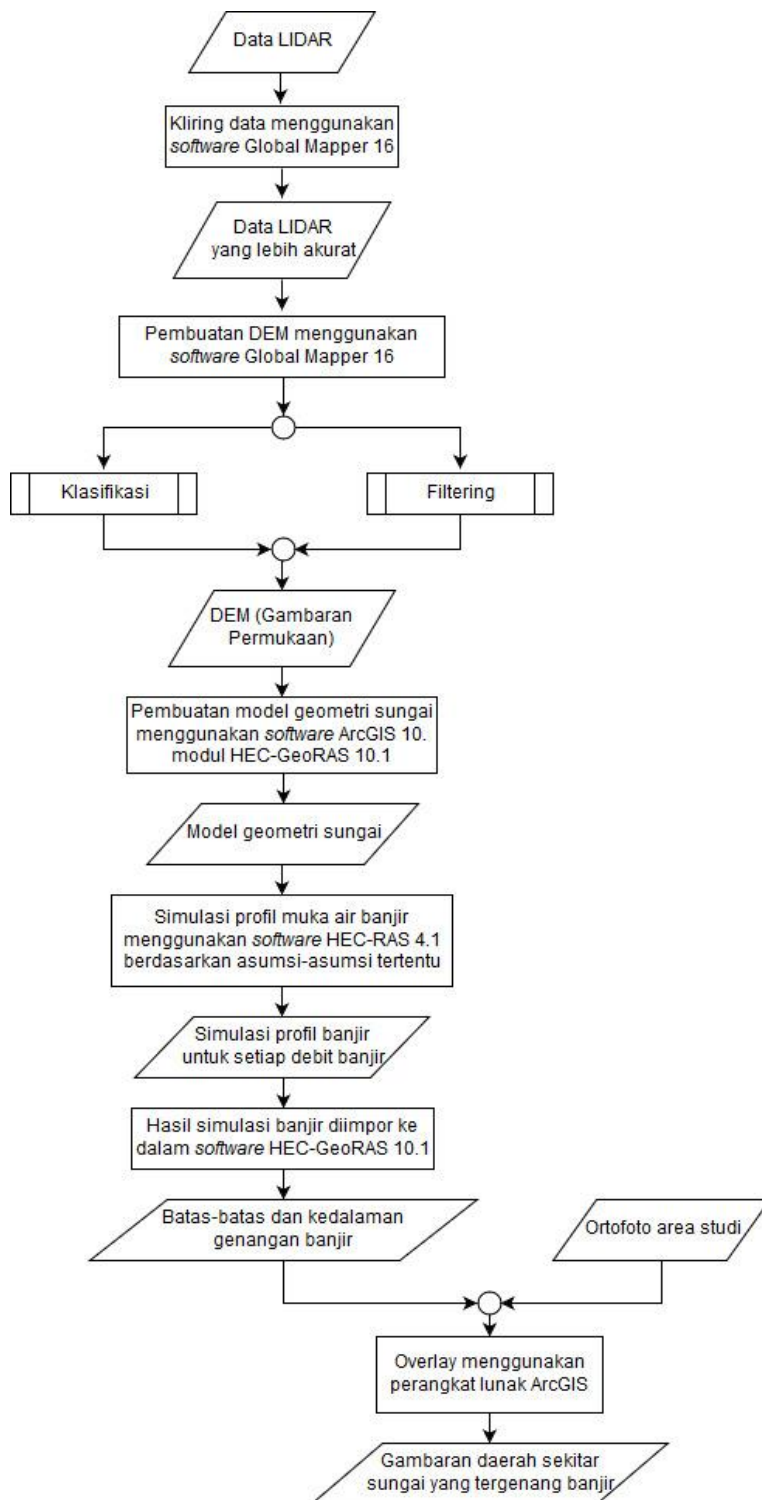 Data LIDAR
Kliring data menggunakan
software Global Mapper 16
Data LIDAR
yang lebih akurat
Pembuatan DEM menggunakan
software Global Mapper 16
Klasifikasi
Filtering
DEM (Gambaran
Permukaan)
Pembuatan model geometri sungai
menggunakan software ArcGIS 10.
modul HEC-GeoRAS 10.1
Model geometri sungai
Simulasi profil muka air banjir
menggunakan software HEC-RAS 4.1
berdasarkan asumsi-asumsi tertentu
Simulasi profil banjir
untuk setiap debit banjir
Hasil simulasi banjir diimpor ke
dalam software HEC-GeoRAS 10.1
Batas-batas dan kedalaman
genangan banjir
Ortofoto area studi
Overlay menggunakan
perangkat lunak ArcGIS
Gambaran daerah sekitar
sungai yang tergenang banjir